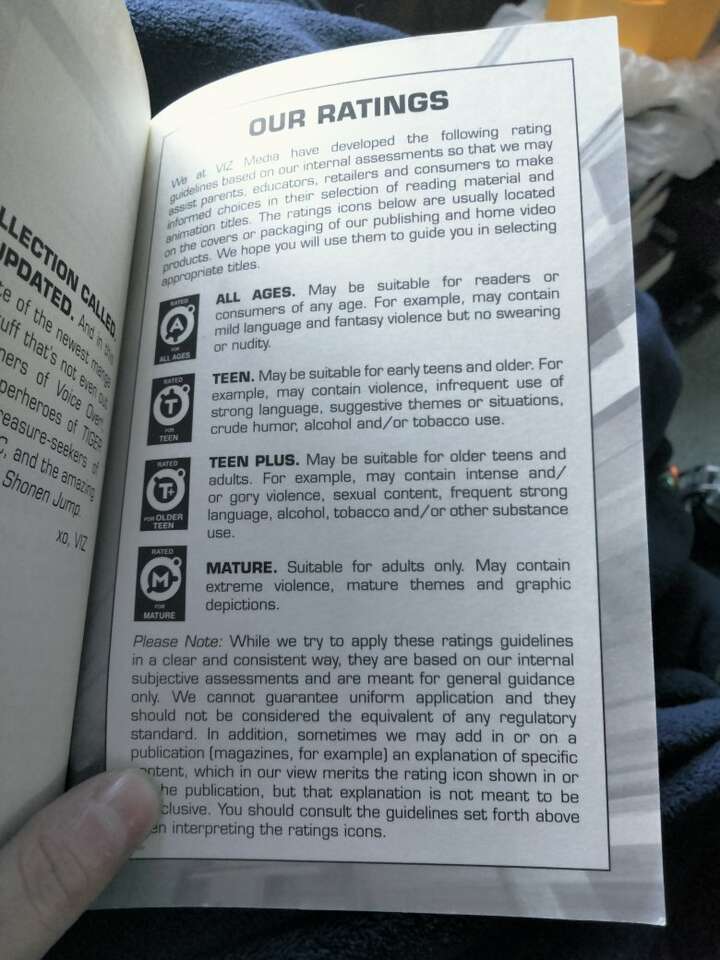 LLECTION CALLED
UPDATED. And in this
te of the newest manga
tuff that's not even out
ners of Voice Over!
perheroes of TIGER
reasure-seekers of
C, and the amazing
Shonen Jump.
xo, VIZ
OUR RATINGS
We at VIZ Media have developed the following rating
guidelines based on our internal assessments so that we may
assist parents, educators, retailers and consumers to make
informed choices in their selection of reading material and
animation titles. The ratings icons below are usually located
on the covers or packaging of our publishing and home video
products. We hope you will use them to guide you in selecting
appropriate titles.
RATED
A
FOR
ALL AGES
ALL AGES. May be suitable for readers or
consumers of any age. For example, may contain
mild language and fantasy violence but no swearing
or nudity.
RATED
T
FOR
TEEN
TEEN. May be suitable for early teens and older. For
example, may contain violence, infrequent use of
strong language, suggestive themes or situations,
crude humor, alcohol and/or tobacco use.
RATED
T+
FOR OLDER
TEEN
TEEN PLUS. May be suitable for older teens and
adults. For example, may contain intense and/
or gory violence, sexual content, frequent strong
language, alcohol, tobacco and/or other substance
use.
RATED
M
FOR
MATURE
MATURE. Suitable for adults only. May contain
extreme violence, mature themes and graphic
depictions.
Please Note: While we try to apply these ratings guidelines
in a clear and consistent way, they are based on our internal
subjective assessments and are meant for general guidance
only. We cannot guarantee uniform application and they
should not be considered the equivalent of any regulatory
standard. In addition, sometimes we may add in or on a
publication (magazines, for example) an explanation of specific
ontent, which in our view merits the rating icon shown in or
he publication, but that explanation is not meant to be
clusive. You should consult the guidelines set forth above
en interpreting the ratings icons.